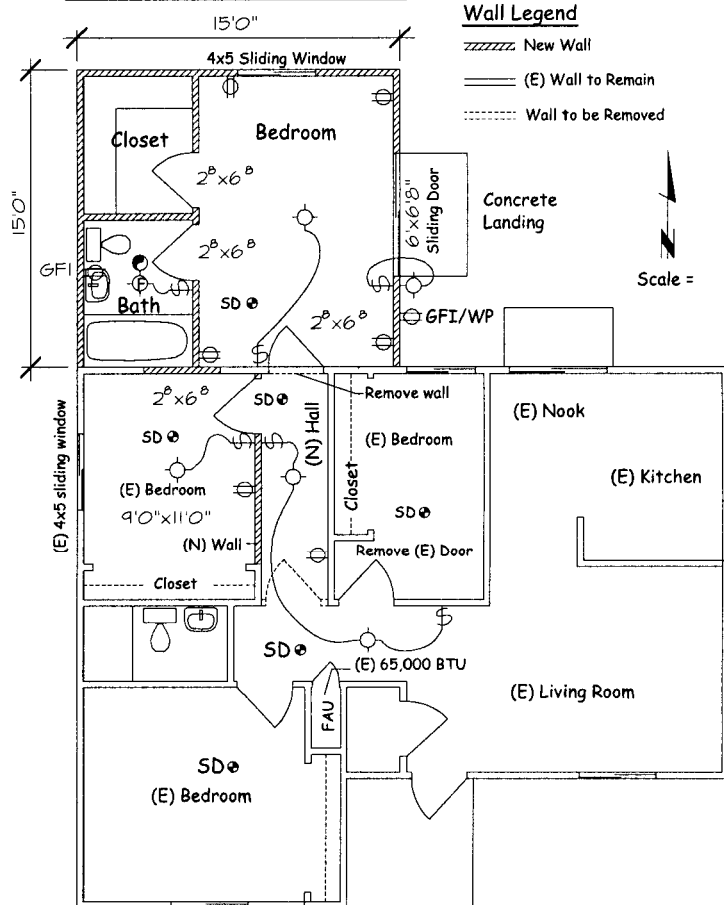 Wall Legend
New Wall
(E) Wall to Remain
Wall to be Removed
15'0"
4x5 Sliding Window
Closet
Bedroom
2⁸x6⁸
15'0"
6'x6'8"
Sliding Door
Concrete
Landing
Scale =
N
GFI
F
Bath
2⁸x6⁸
S
SD
2⁸x6⁸
GFI/WP
S
S
2⁸x6⁸
SD
Remove wall
(E) Nook
(E) 4x5 sliding window
SD
S
S
(N) Hall
(E) Bedroom
(E) Kitchen
(E) Bedroom
9'0"x11'0"
Closet
SD
(N) Wall
Remove (E) Door
Closet
S
SD
(E) 65,000 BTU
FAU
(E) Living Room
SD
(E) Bedroom